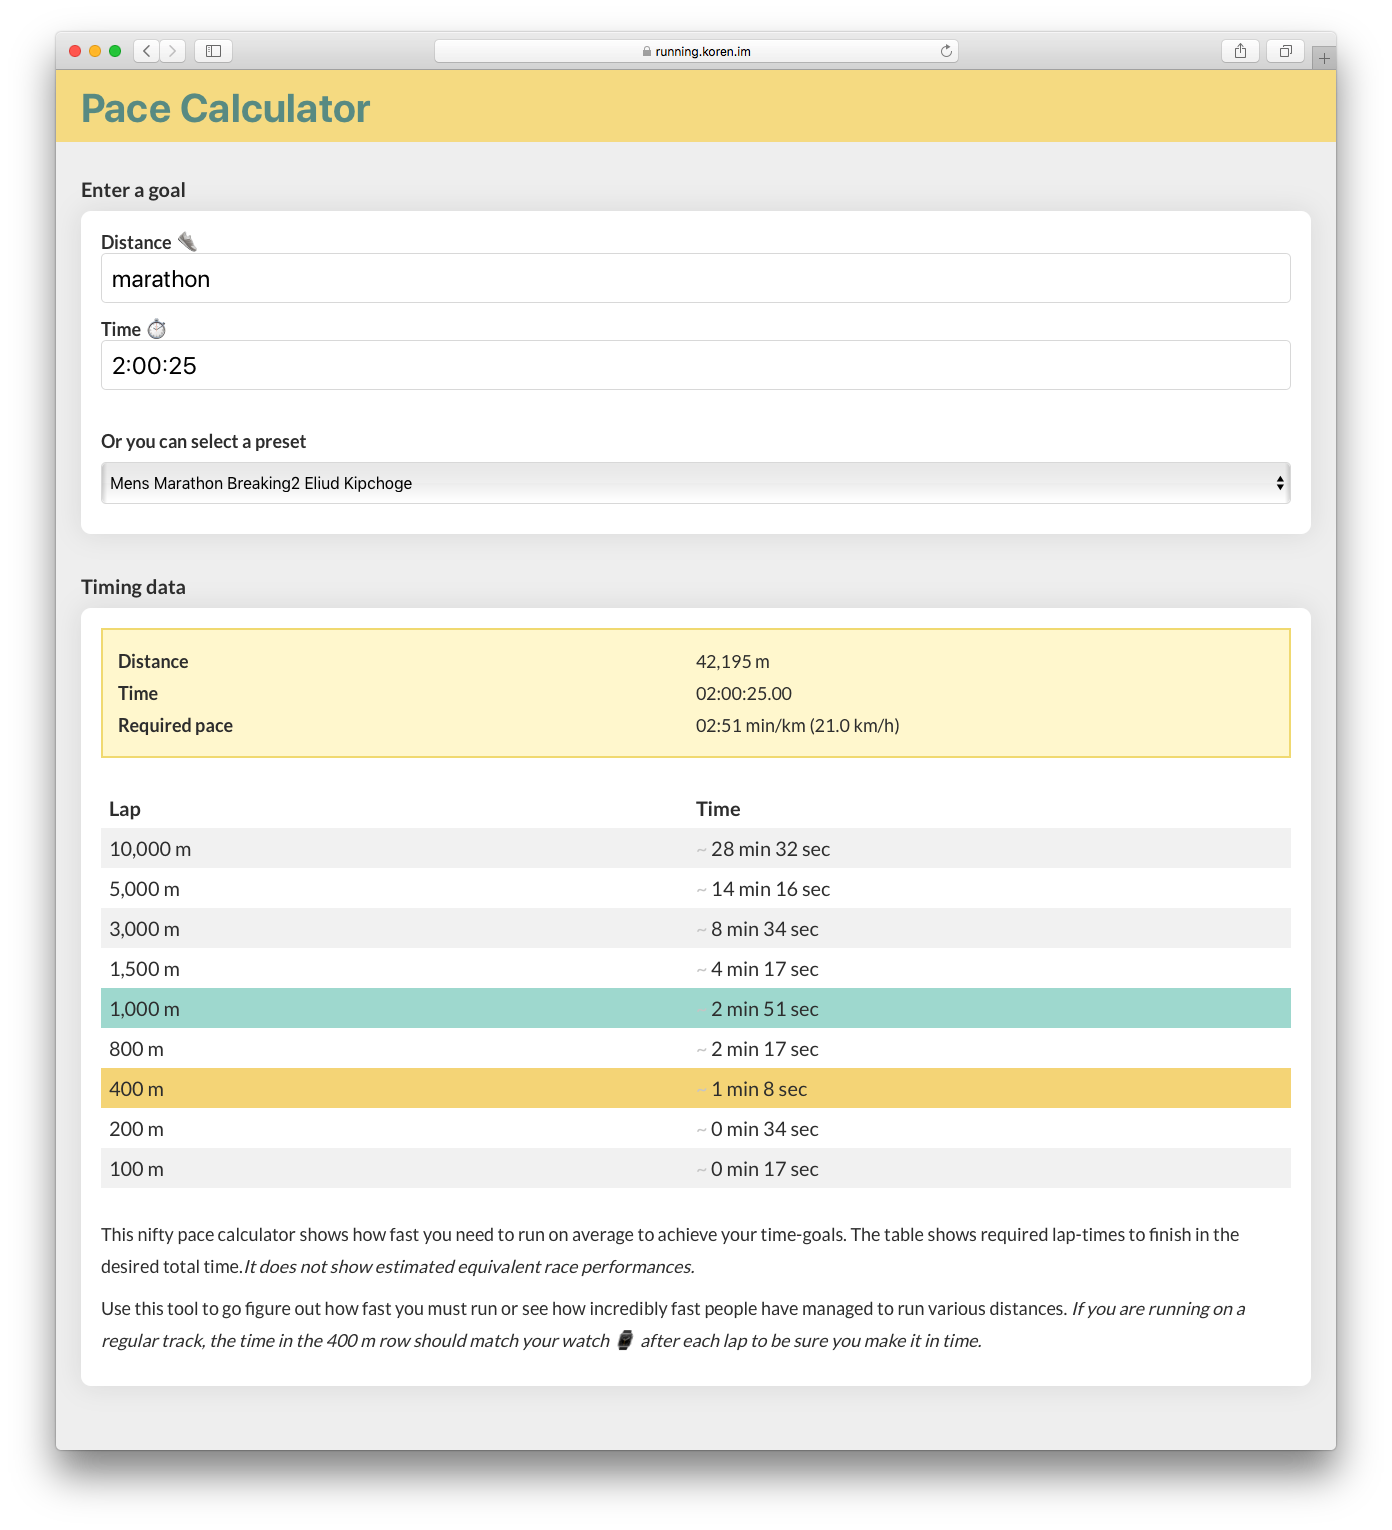 running.koren.im
Pace Calculator
Enter a goal
Distance
marathon
Time
2:00:25
Or you can select a preset
Mens Marathon Breaking2 Eliud Kipchoge
Timing data
Distance 42,195 m
Time 02:00:25.00
Required pace 02:51 min/km (21.0 km/h)
Lap Time
10,000 m ~ 28 min 32 sec
5,000 m ~ 14 min 16 sec
3,000 m ~ 8 min 34 sec
1,500 m ~ 4 min 17 sec
1,000 m 2 min 51 sec
800 m ~ 2 min 17 sec
400 m ~ 1 min 8 sec
200 m ~ 0 min 34 sec
100 m ~ 0 min 17 sec
This nifty pace calculator shows how fast you need to run on average to achieve your time-goals. The table shows required lap-times to finish in the
desired total time.It does not show estimated equivalent race performances.
Use this tool to go figure out how fast you must run or see how incredibly fast people have managed to run various distances. If you are running on a
regular track, the time in the 400 m row should match your watch after each lap to be sure you make it in time.